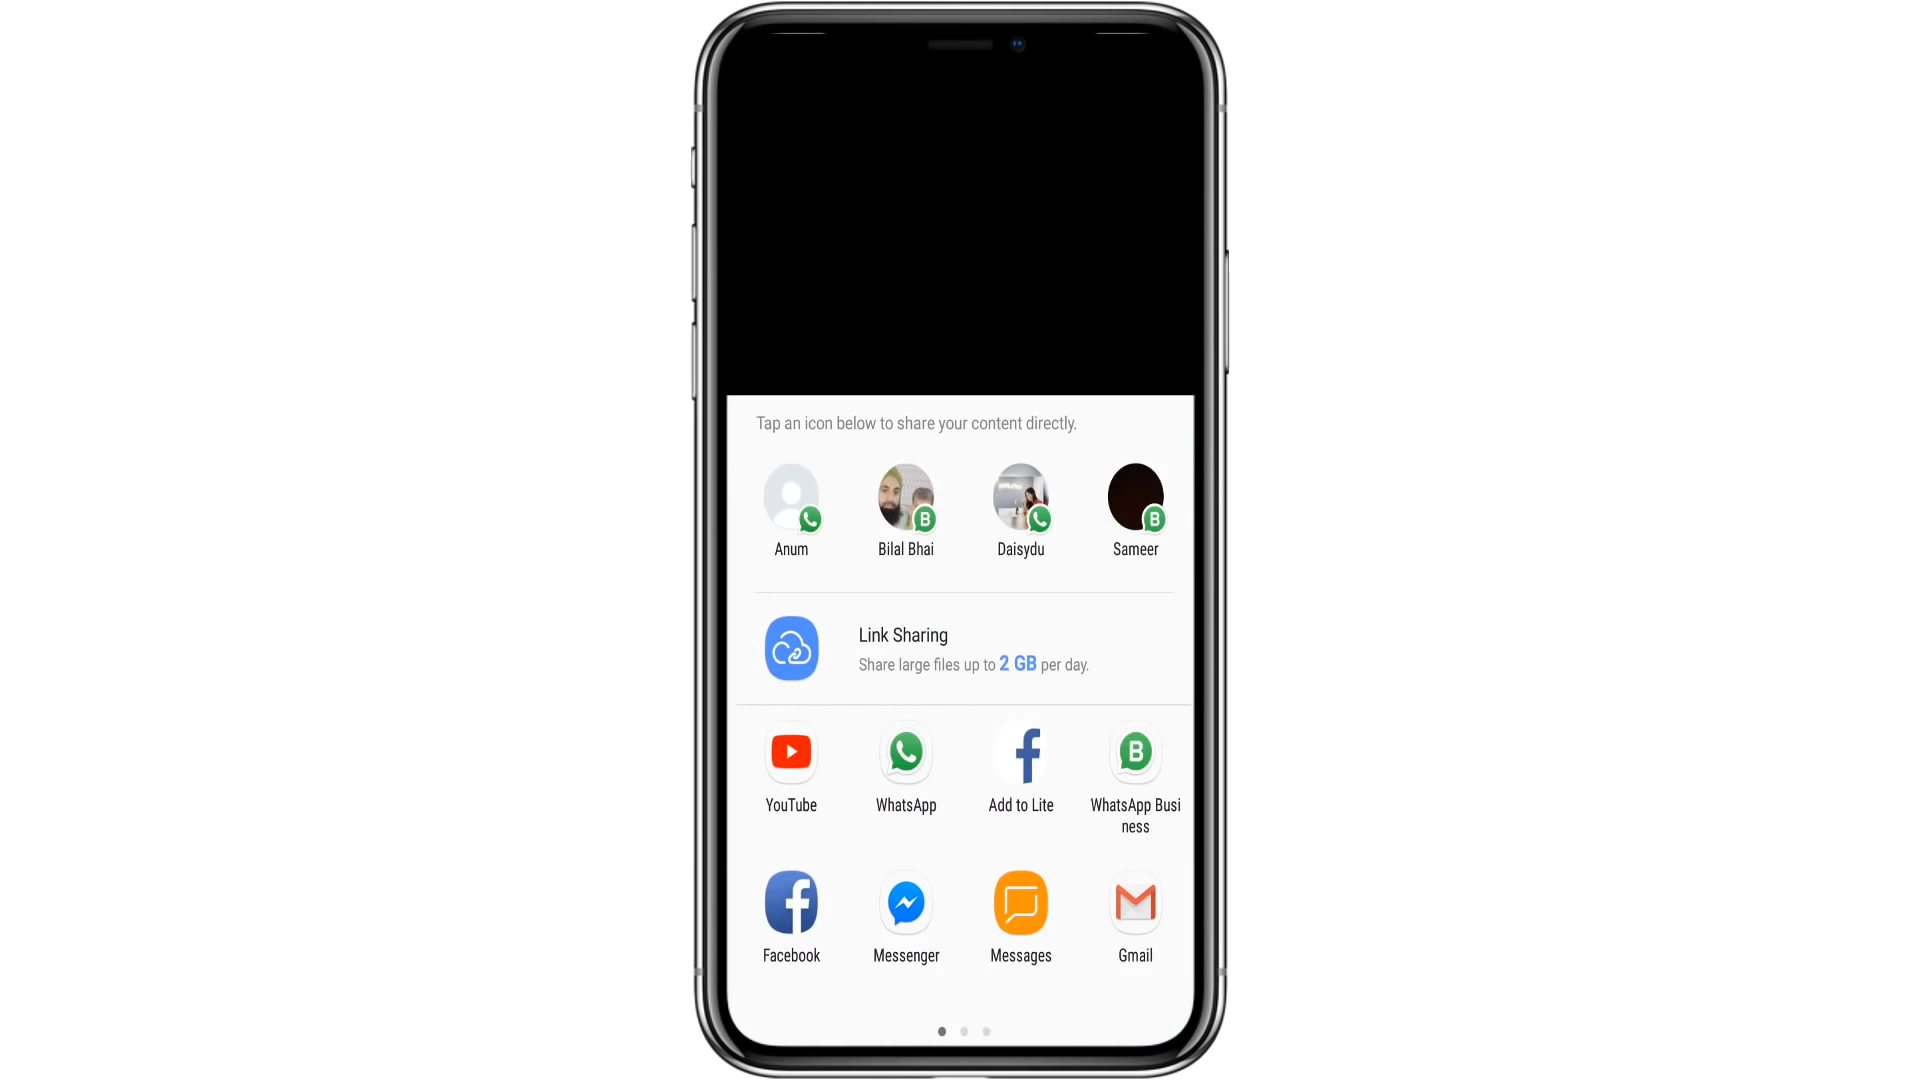 Tap an icon below to share your content directly.
Anum
Bilal Bhai
Daisydu
Sameer
Link Sharing
Share large files up to 2 GB per day.
YouTube
WhatsApp
Add to Lite
WhatsApp Busi
ness
Facebook
Messenger
Messages
Gmail